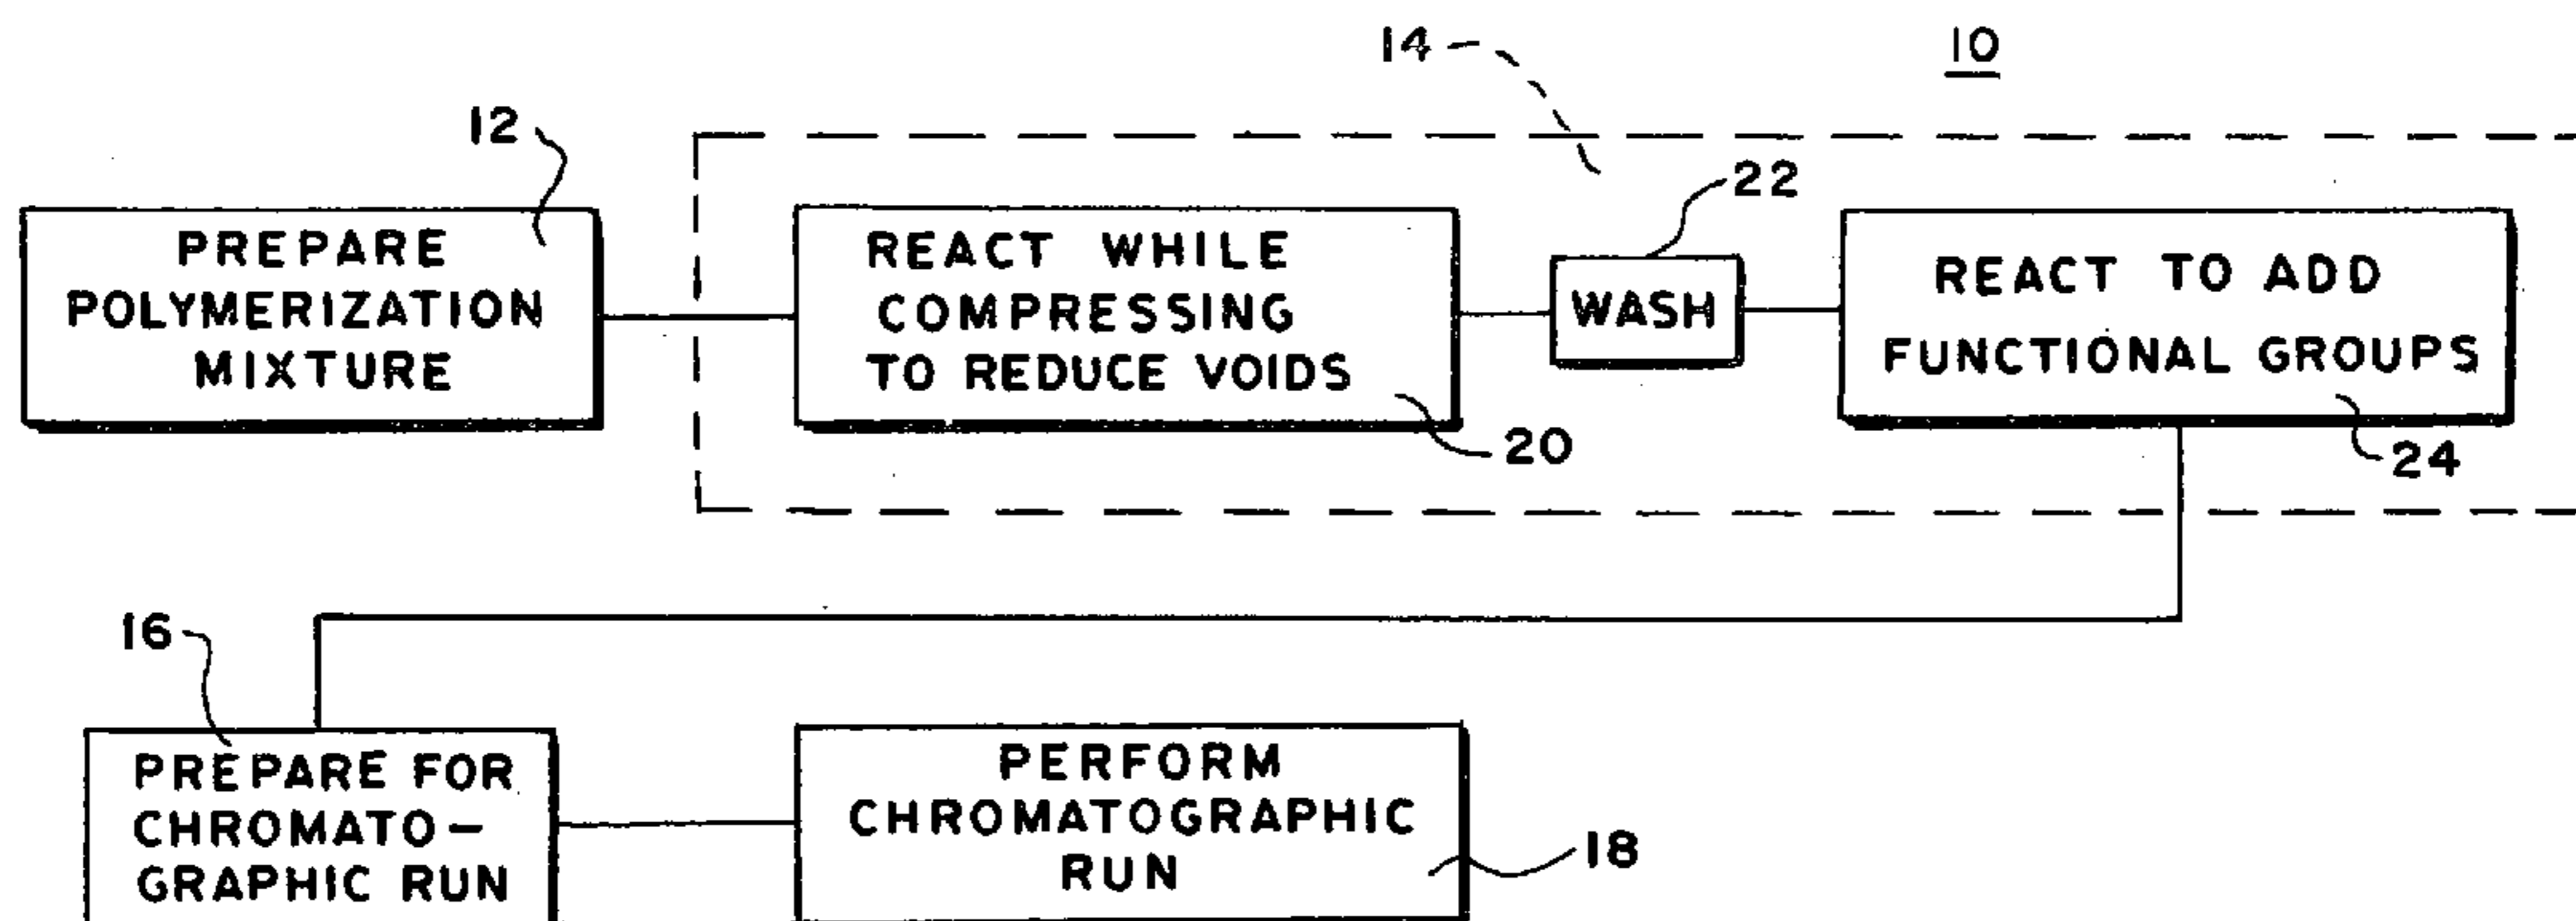 14
10
12
22
PREPARE
POLYMERIZATION
MIXTURE
REACT WHILE
COMPRESSING
TO REDUCE VOIDS
WASH
REACT TO ADD
FUNCTIONAL GROUPS
20
24
16
PREPARE FOR
CHROMATO-
GRAPHIC RUN
PERFORM
CHROMATOGRAPHIC
RUN
18